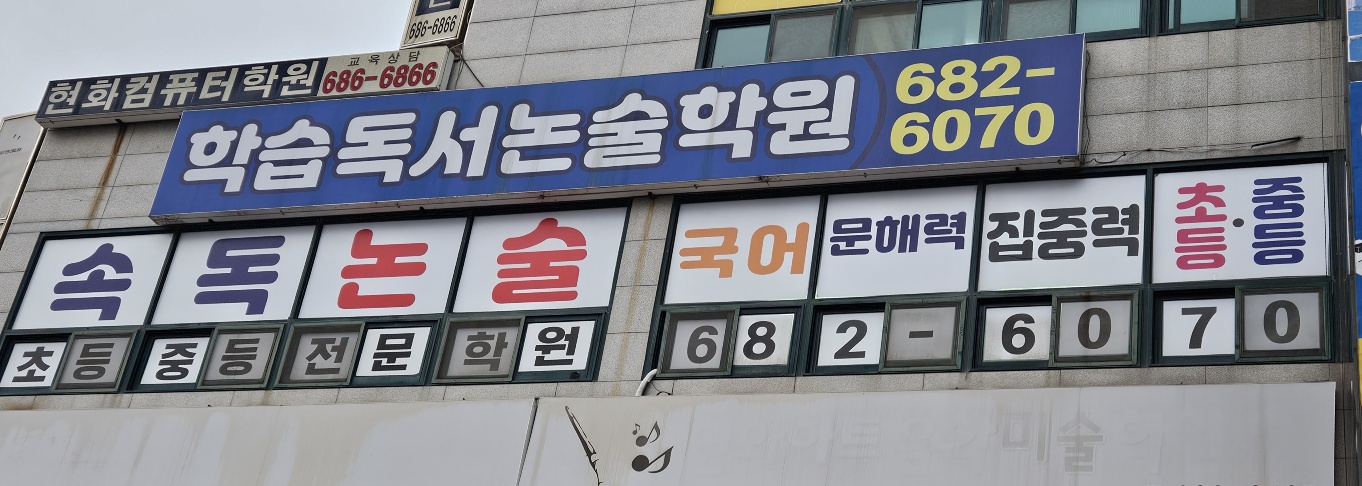 686-6866
교육상담
현화컴퓨터학원 686-6866
학습독서논술학원 682-6070
속독논술
국어 문해력 집중력 초등·중등
초등중등전문학원
682-6070
미술